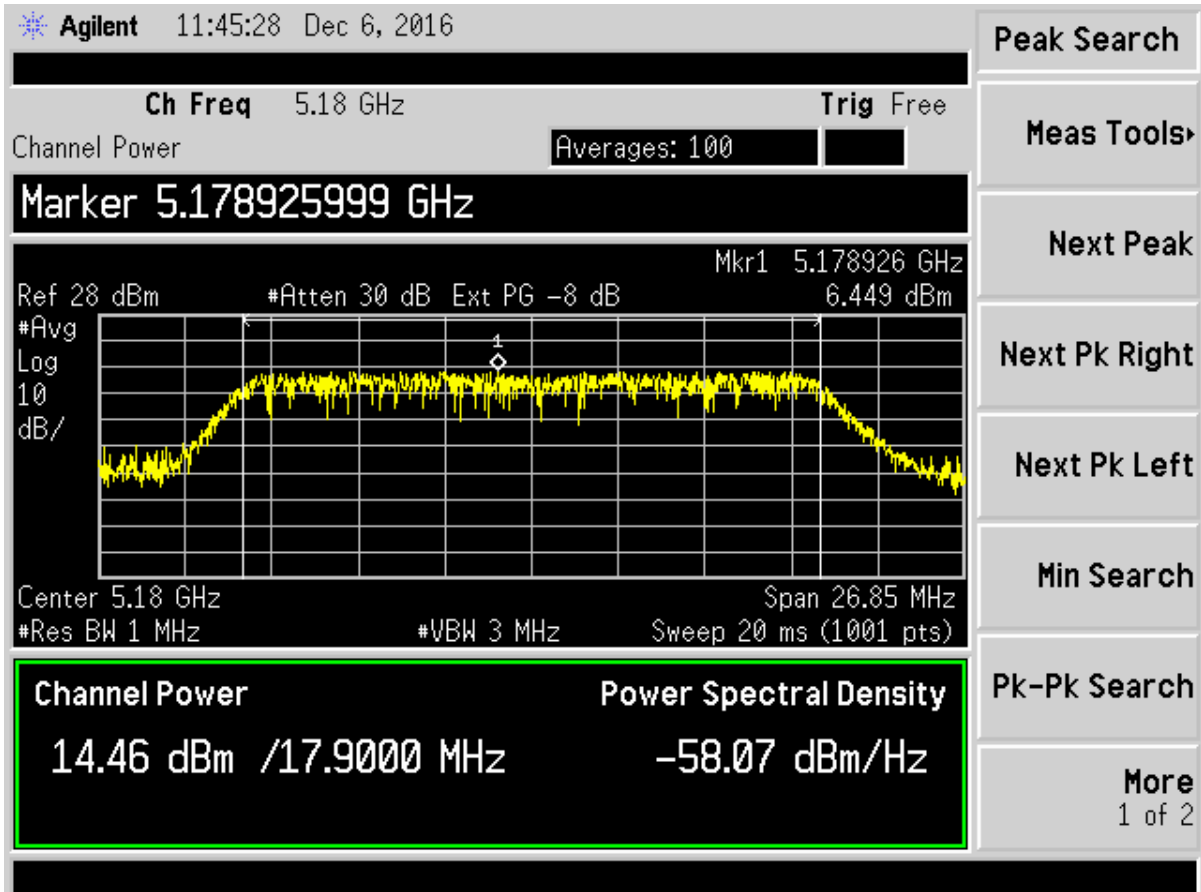 Agilent 11:45:28 Dec 6, 2016
Peak Search
Ch Freq 5.18 GHz Trig Free
Channel Power Averages: 100
Meas Tools
Marker 5.178925999 GHz
Next Peak
Mkr1 5.178926 GHz
Ref 28 dBm #Atten 30 dB Ext PG -8 dB 6.449 dBm
#Avg
Log
10
dB/
1
Next Pk Right
Next Pk Left
Center 5.18 GHz Span 26.85 MHz
#Res BW 1 MHz #VBW 3 MHz Sweep 20 ms (1001 pts)
Min Search
Channel Power Power Spectral Density
14.46 dBm /17.9000 MHz -58.07 dBm/Hz
Pk-Pk Search
More
1 of 2